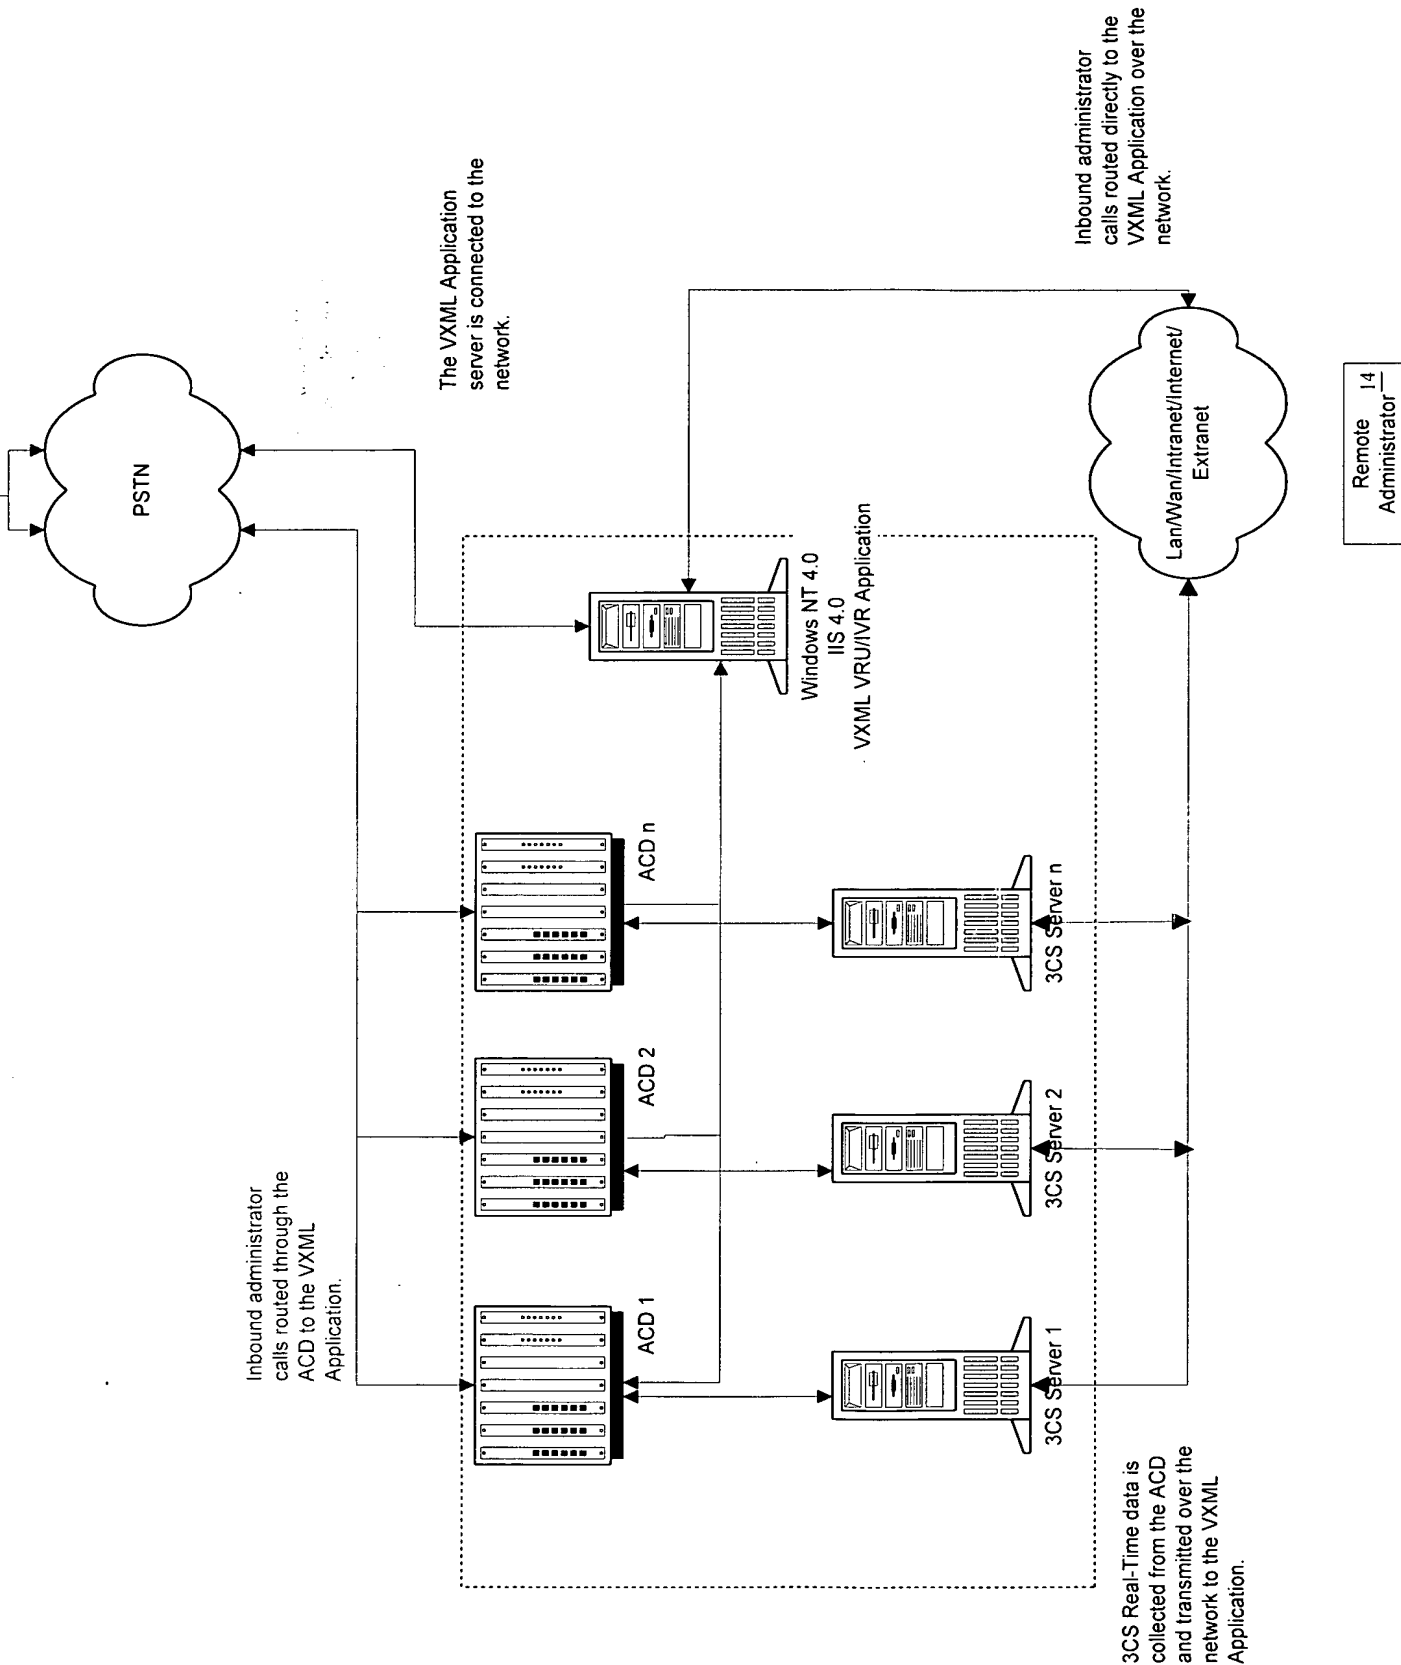 Inbound administrator
calls routed through the
ACD to the VXML
Application.
PSTN
The VXML Application
server is connected to the
network.
ACD 1
ACD 2
ACD n
Windows NT 4.0
IIS 4.0
VXML VRU/IVR Application
3CS Server 1
3CS Server 2
3CS Server n
3CS Real-Time data is
collected from the ACD
and transmitted over the
network to the VXML
Application.
Lan/Wan/Intranet/Internet/
Extranet
Inbound administrator
calls routed directly to the
VXML Application over the
network.
Remote 14
Administrator